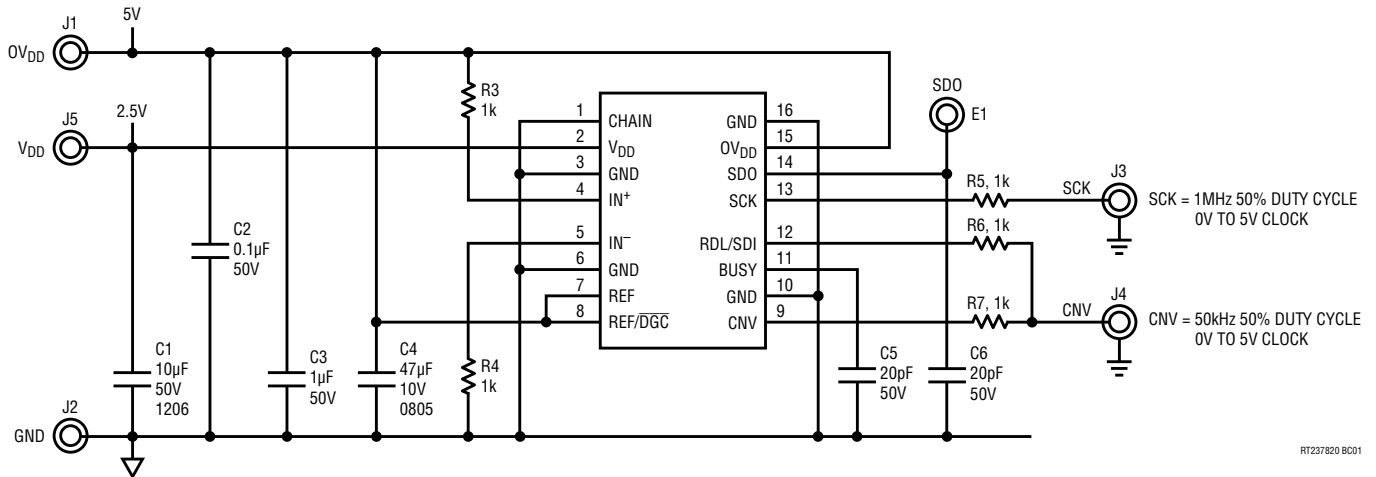 J1
OVDD
5V
J5
VDD
2.5V
C2
0.1µF
50V
C1
10µF
50V
1206
C3
1µF
50V
C4
47µF
10V
0805
J2
GND
R3
1k
R4
1k
1
CHAIN
2
VDD
3
GND
4
IN+
5
IN–
6
GND
7
REF
8
REF/DGC
GND
16
OVDD
15
SDO
14
SCK
13
RDL/SDI
12
BUSY
11
GND
10
CNV
9
SDO
E1
R5, 1k
SCK
J3
SCK = 1MHz 50% DUTY CYCLE
0V TO 5V CLOCK
R6, 1k
R7, 1k
CNV
J4
CNV = 50kHz 50% DUTY CYCLE
0V TO 5V CLOCK
C5
20pF
50V
C6
20pF
50V
RT237820 BC01